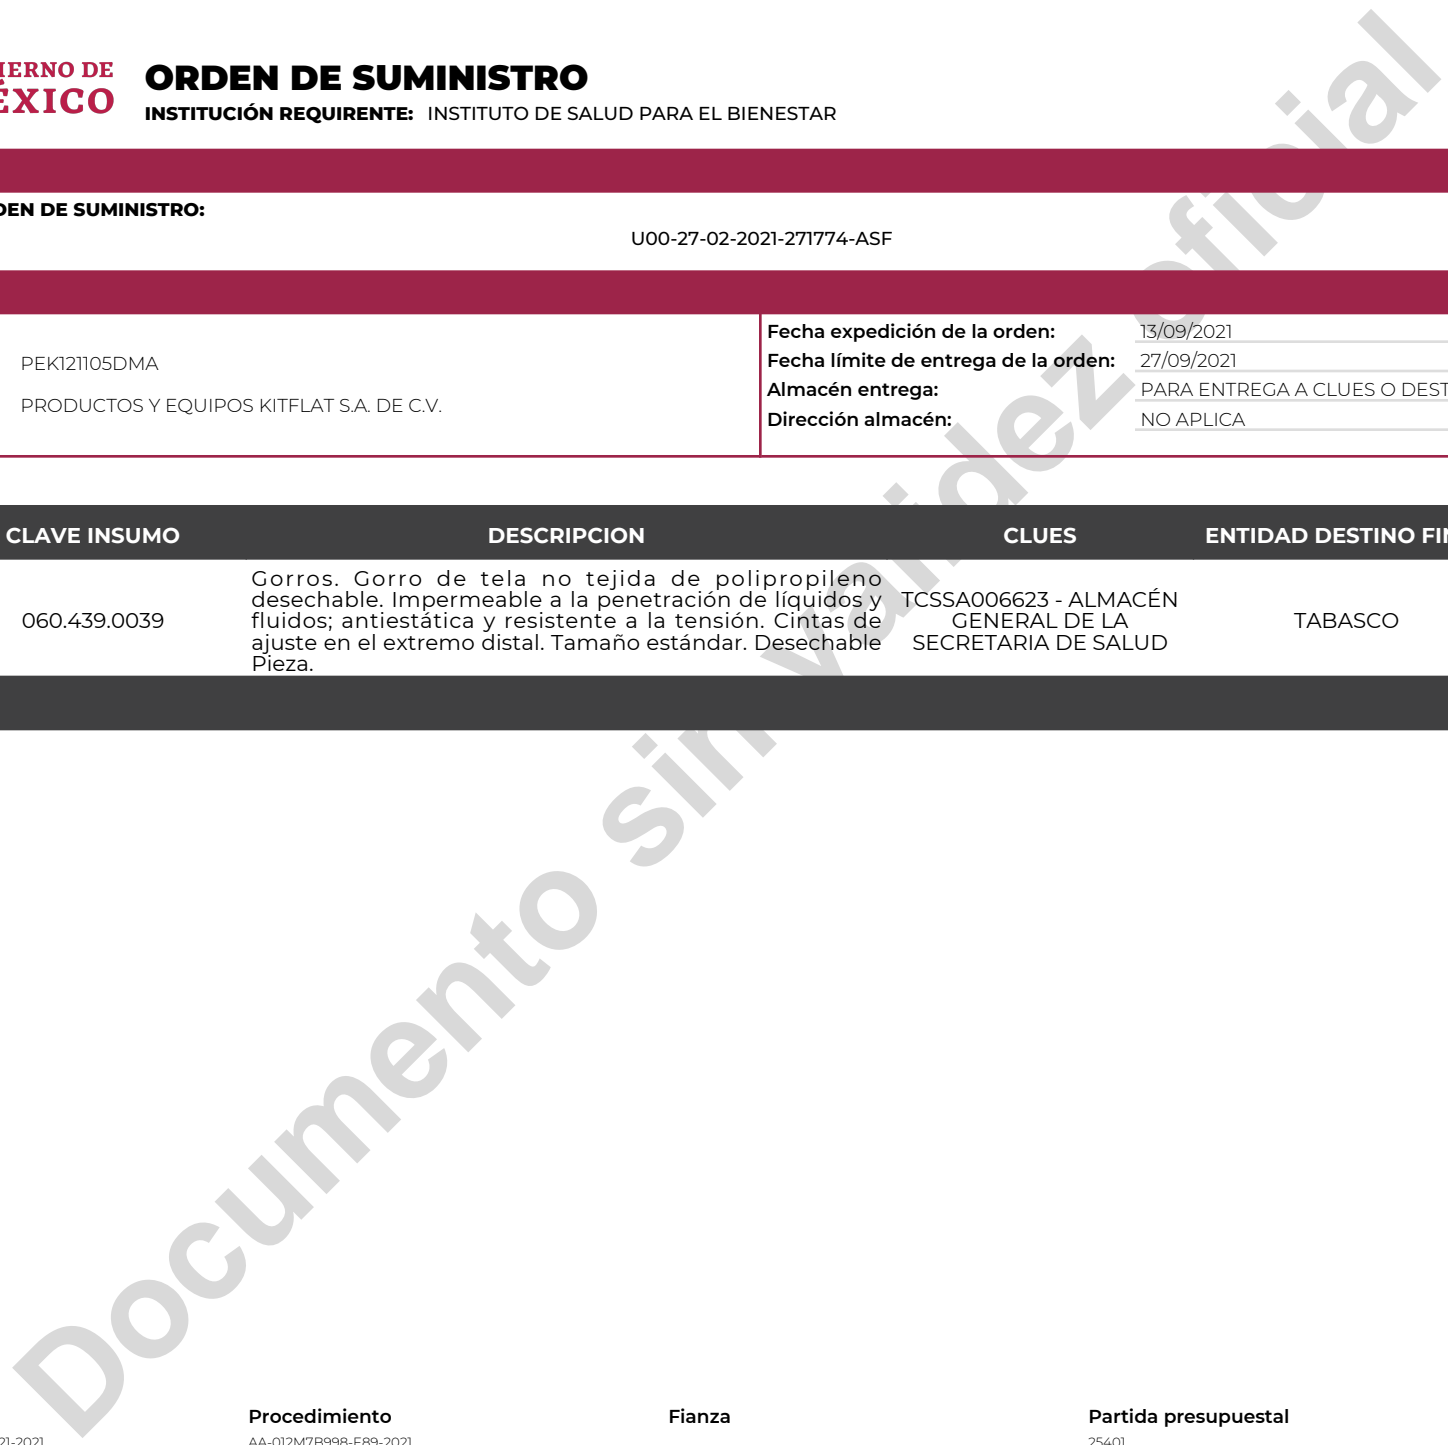 ORDEN DE SUMINISTRO
INSTITUCIÓN REQUIRENTE: INSTITUTO DE SALUD PARA EL BIENESTAR
DE SUMINISTRO:
U00-27-02-2021-271774-ASF
PEK121105DMA
PRODUCTOS Y EQUIPOS KITFLAT S.A. DE C.V.
Fecha expedición de la orden: 13/09/2021
Fecha límite de entrega de la orden: 27/09/2021
Almacén entrega: PARA ENTREGA A CLUES O DEST
Dirección almacén: NO APLICA
CLAVE INSUMO DESCRIPCION CLUES ENTIDAD DESTINO
060.439.0039
Gorros. Gorro de tela no tejida de polipropileno
desechable. Impermeable a la penetración de líquidos y
fluidos; antiestática y resistente a la tensión. Cintas de
ajuste en el extremo distal. Tamaño estándar. Desechable
Pieza.
TCSSA006623 - ALMACÉN
GENERAL DE LA
SECRETARIA DE SALUD
TABASCO
Documento sin validez oficial
Procedimiento Fianza Partida presupuestal